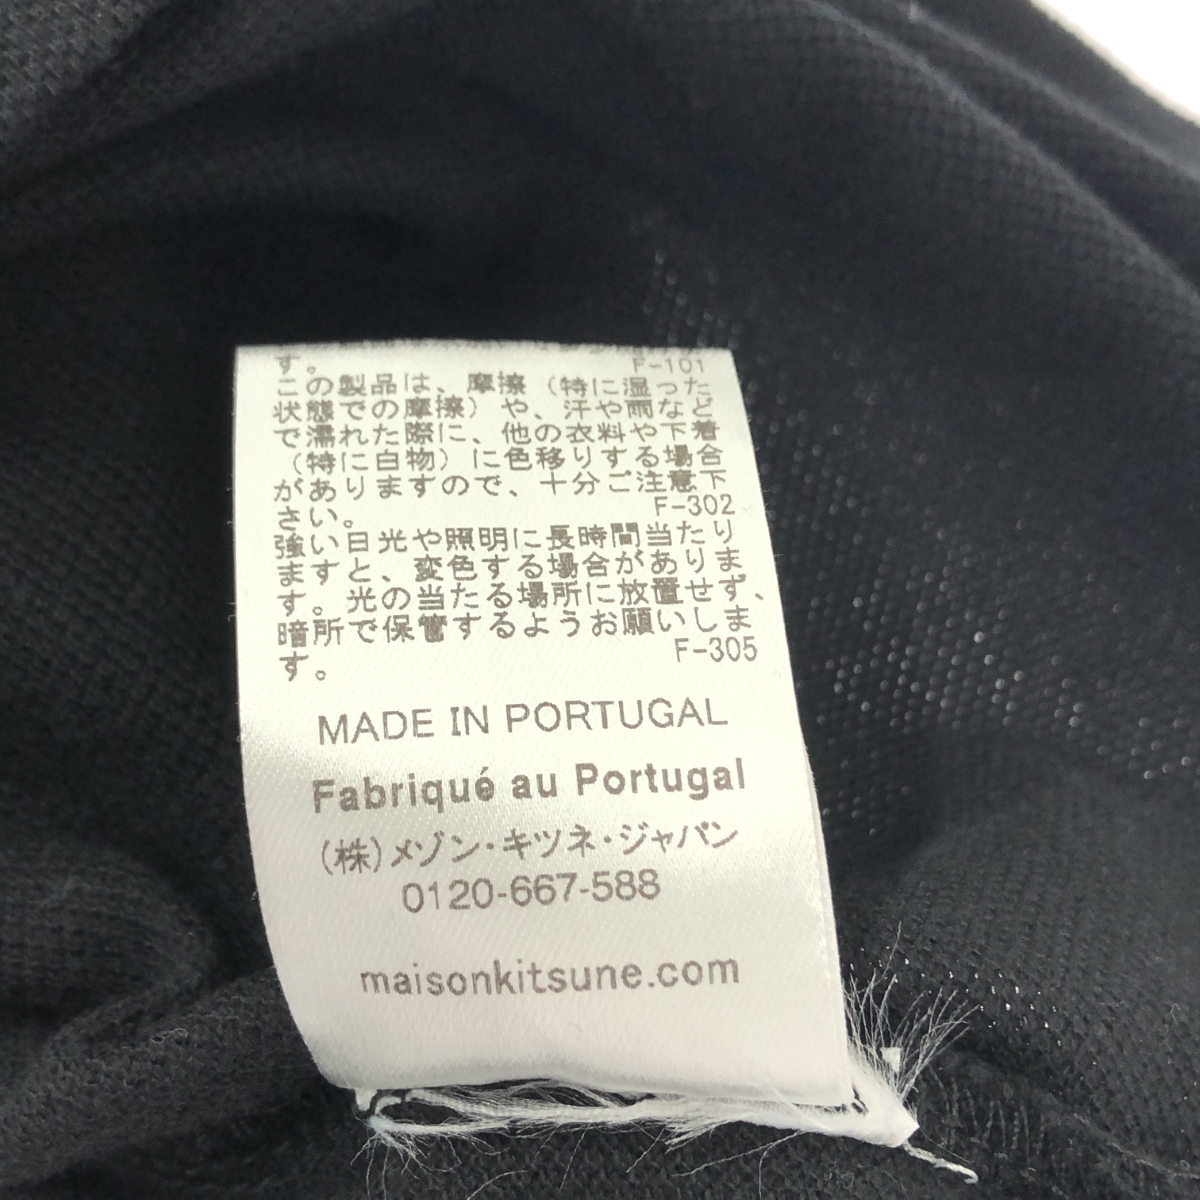 す。 F-101
この製品は、摩擦（特に湿った
状態での摩擦）や、汗や雨など
で濡れた際に、他の衣料や下着
（特に白物）に色移りする場合
がありますので、十分ご注意下
さい。 F-302
強い日光や照明に長時間当たり
ますと、変色する場合がありま
す。光の当たる場所に放置せず、
暗所で保管するようお願いしま
す。 F-305
MADE IN PORTUGAL
Fabriqué au Portugal
(株)メゾン・キツネ・ジャパン
0120-667-588
maisonkitsune.com